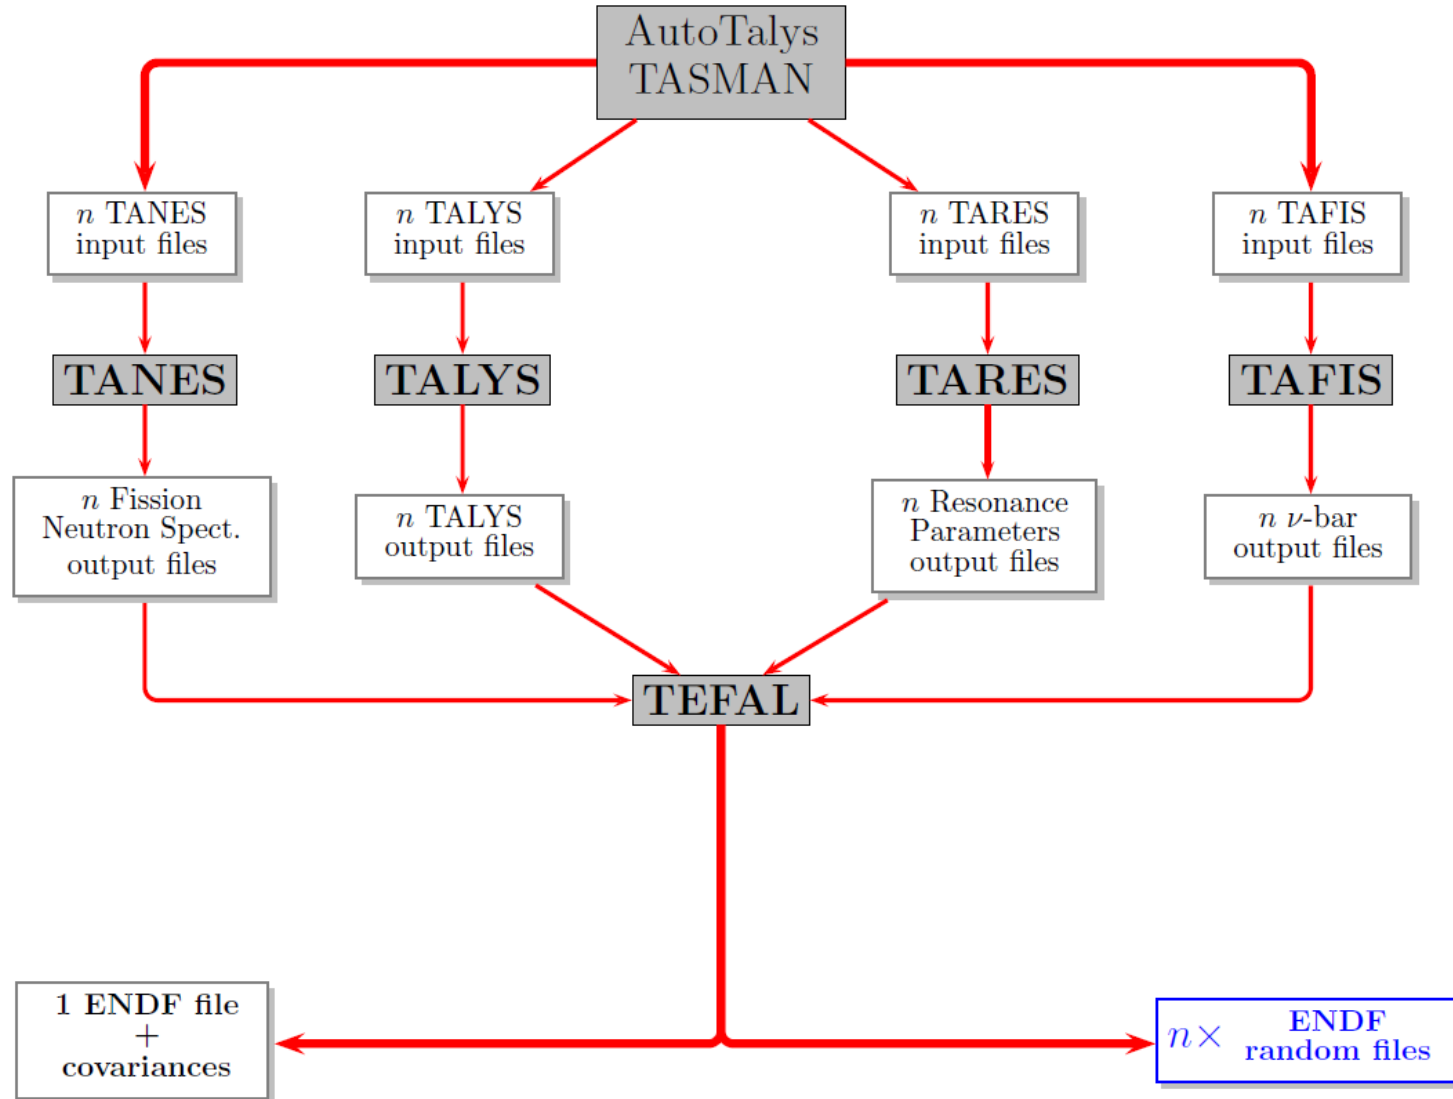 AutoTalys
TASMAN
n TANES
input files
n TALYS
input files
n TARES
input files
n TAFIS
input files
TANES
TALYS
TARES
TAFIS
n Fission
Neutron Spect.
output files
n TALYS
output files
n Resonance
Parameters
output files
n ν-bar
output files
TEFAL
1 ENDF file
+
covariances
n× ENDF
random files